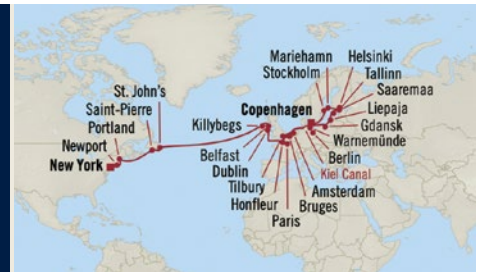 Mariehamn
Helsinki
Stockholm
Tallinn
St. John's
Saaremaa
Saint-Pierre
Copenhagen
Liepaja
Portland
Killybegs
Gdansk
Newport
Warnemünde
New York
Belfast
Berlin
Dublin
Kiel Canal
Tilbury
Amsterdam
Honfleur
Bruges
Paris